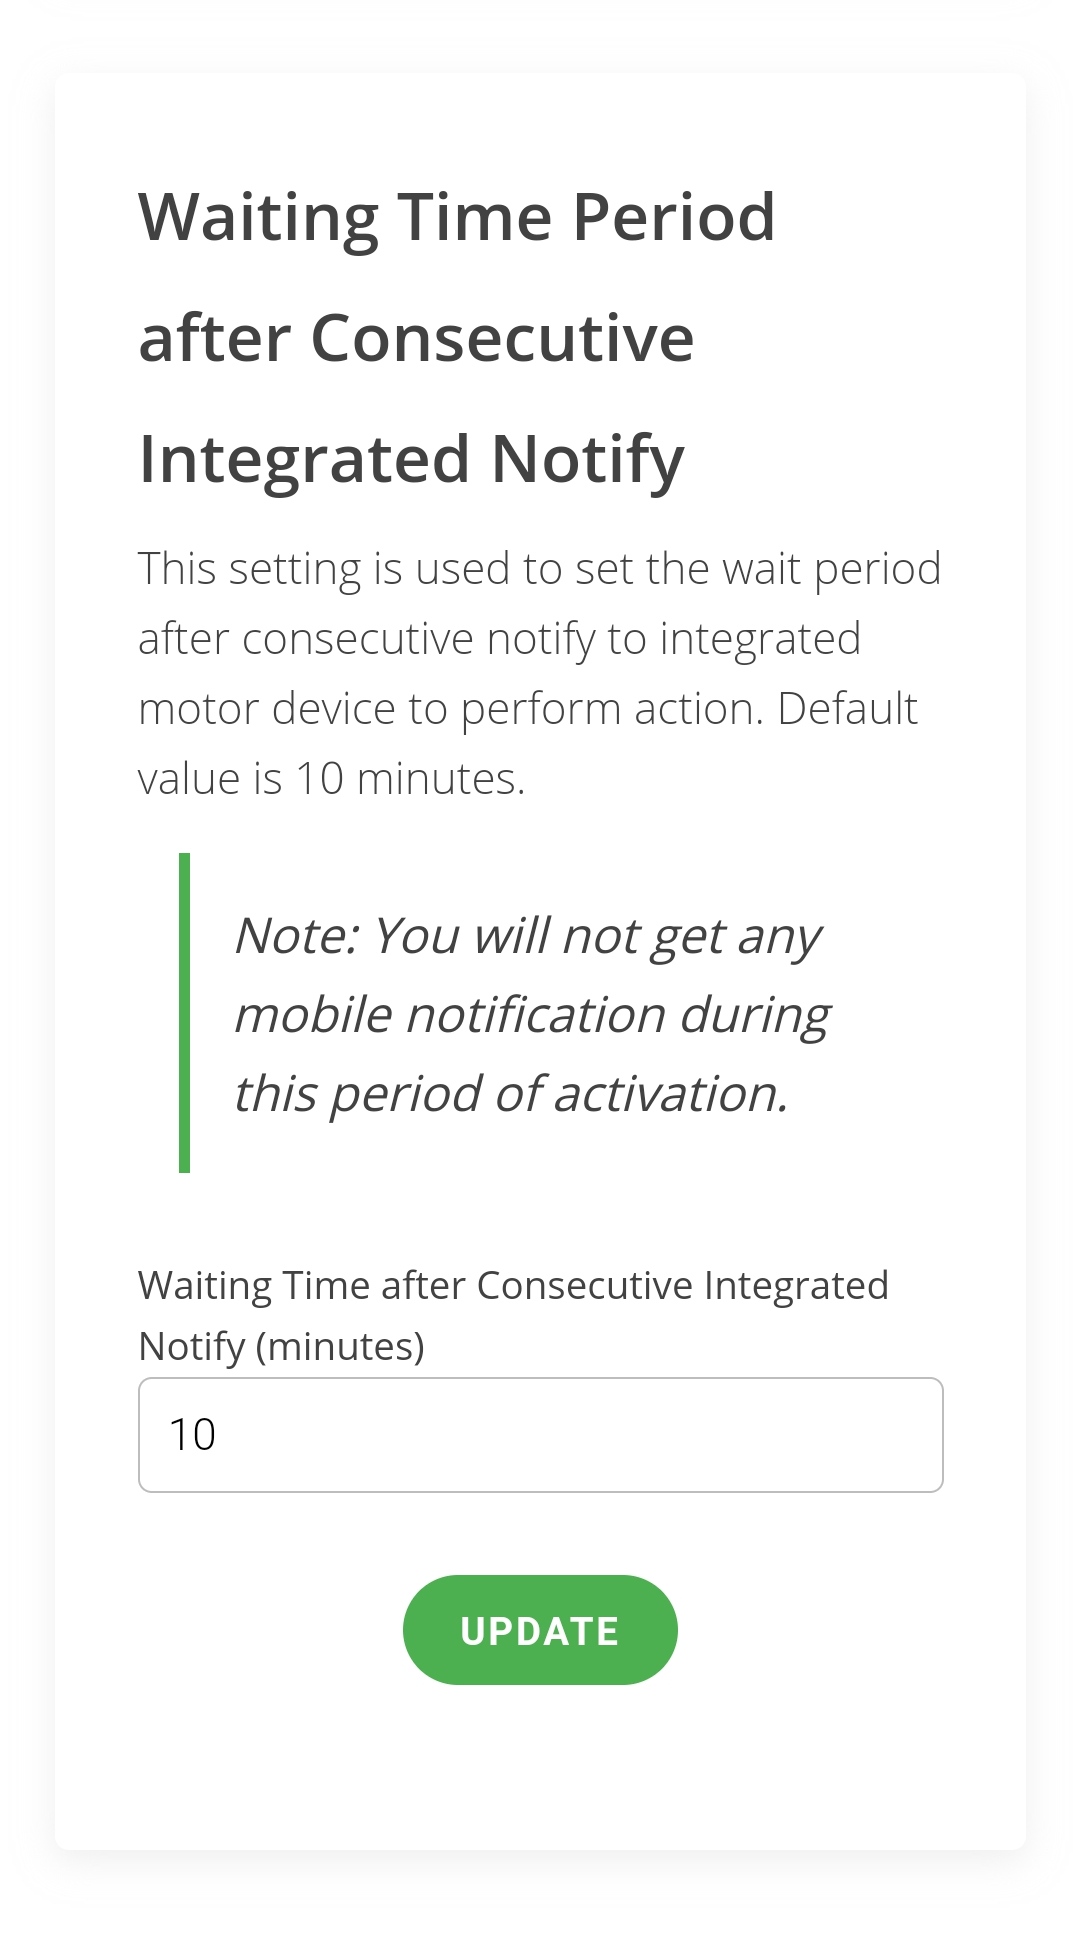 Waiting Time Period
after Consecutive
Integrated Notify
This setting is used to set the wait period
after consecutive notify to integrated
motor device to perform action. Default
value is 10 minutes.
Note: You will not get any
mobile notification during
this period of activation.
Waiting Time after Consecutive Integrated
Notify (minutes)
10
UPDATE